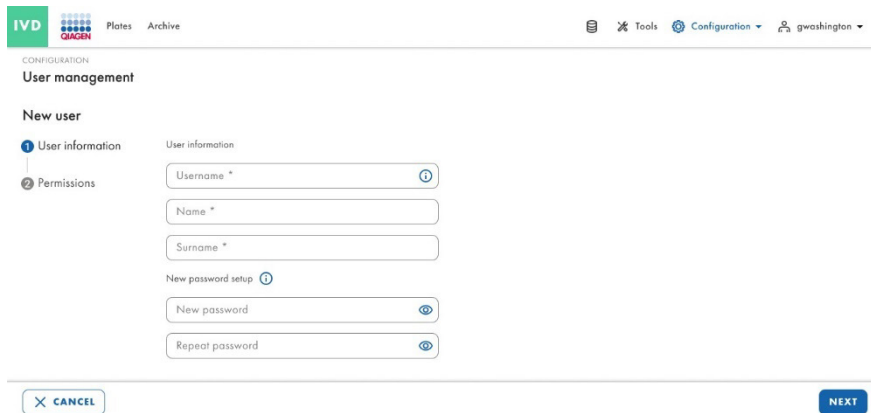 IVD QIAGEN Plates Archive Tools Configuration gwashington
CONFIGURATION
User management
New user
1 User information
2 Permissions
User information
Username *
Name *
Surname *
New password setup
New password
Repeat password
CANCEL NEXT